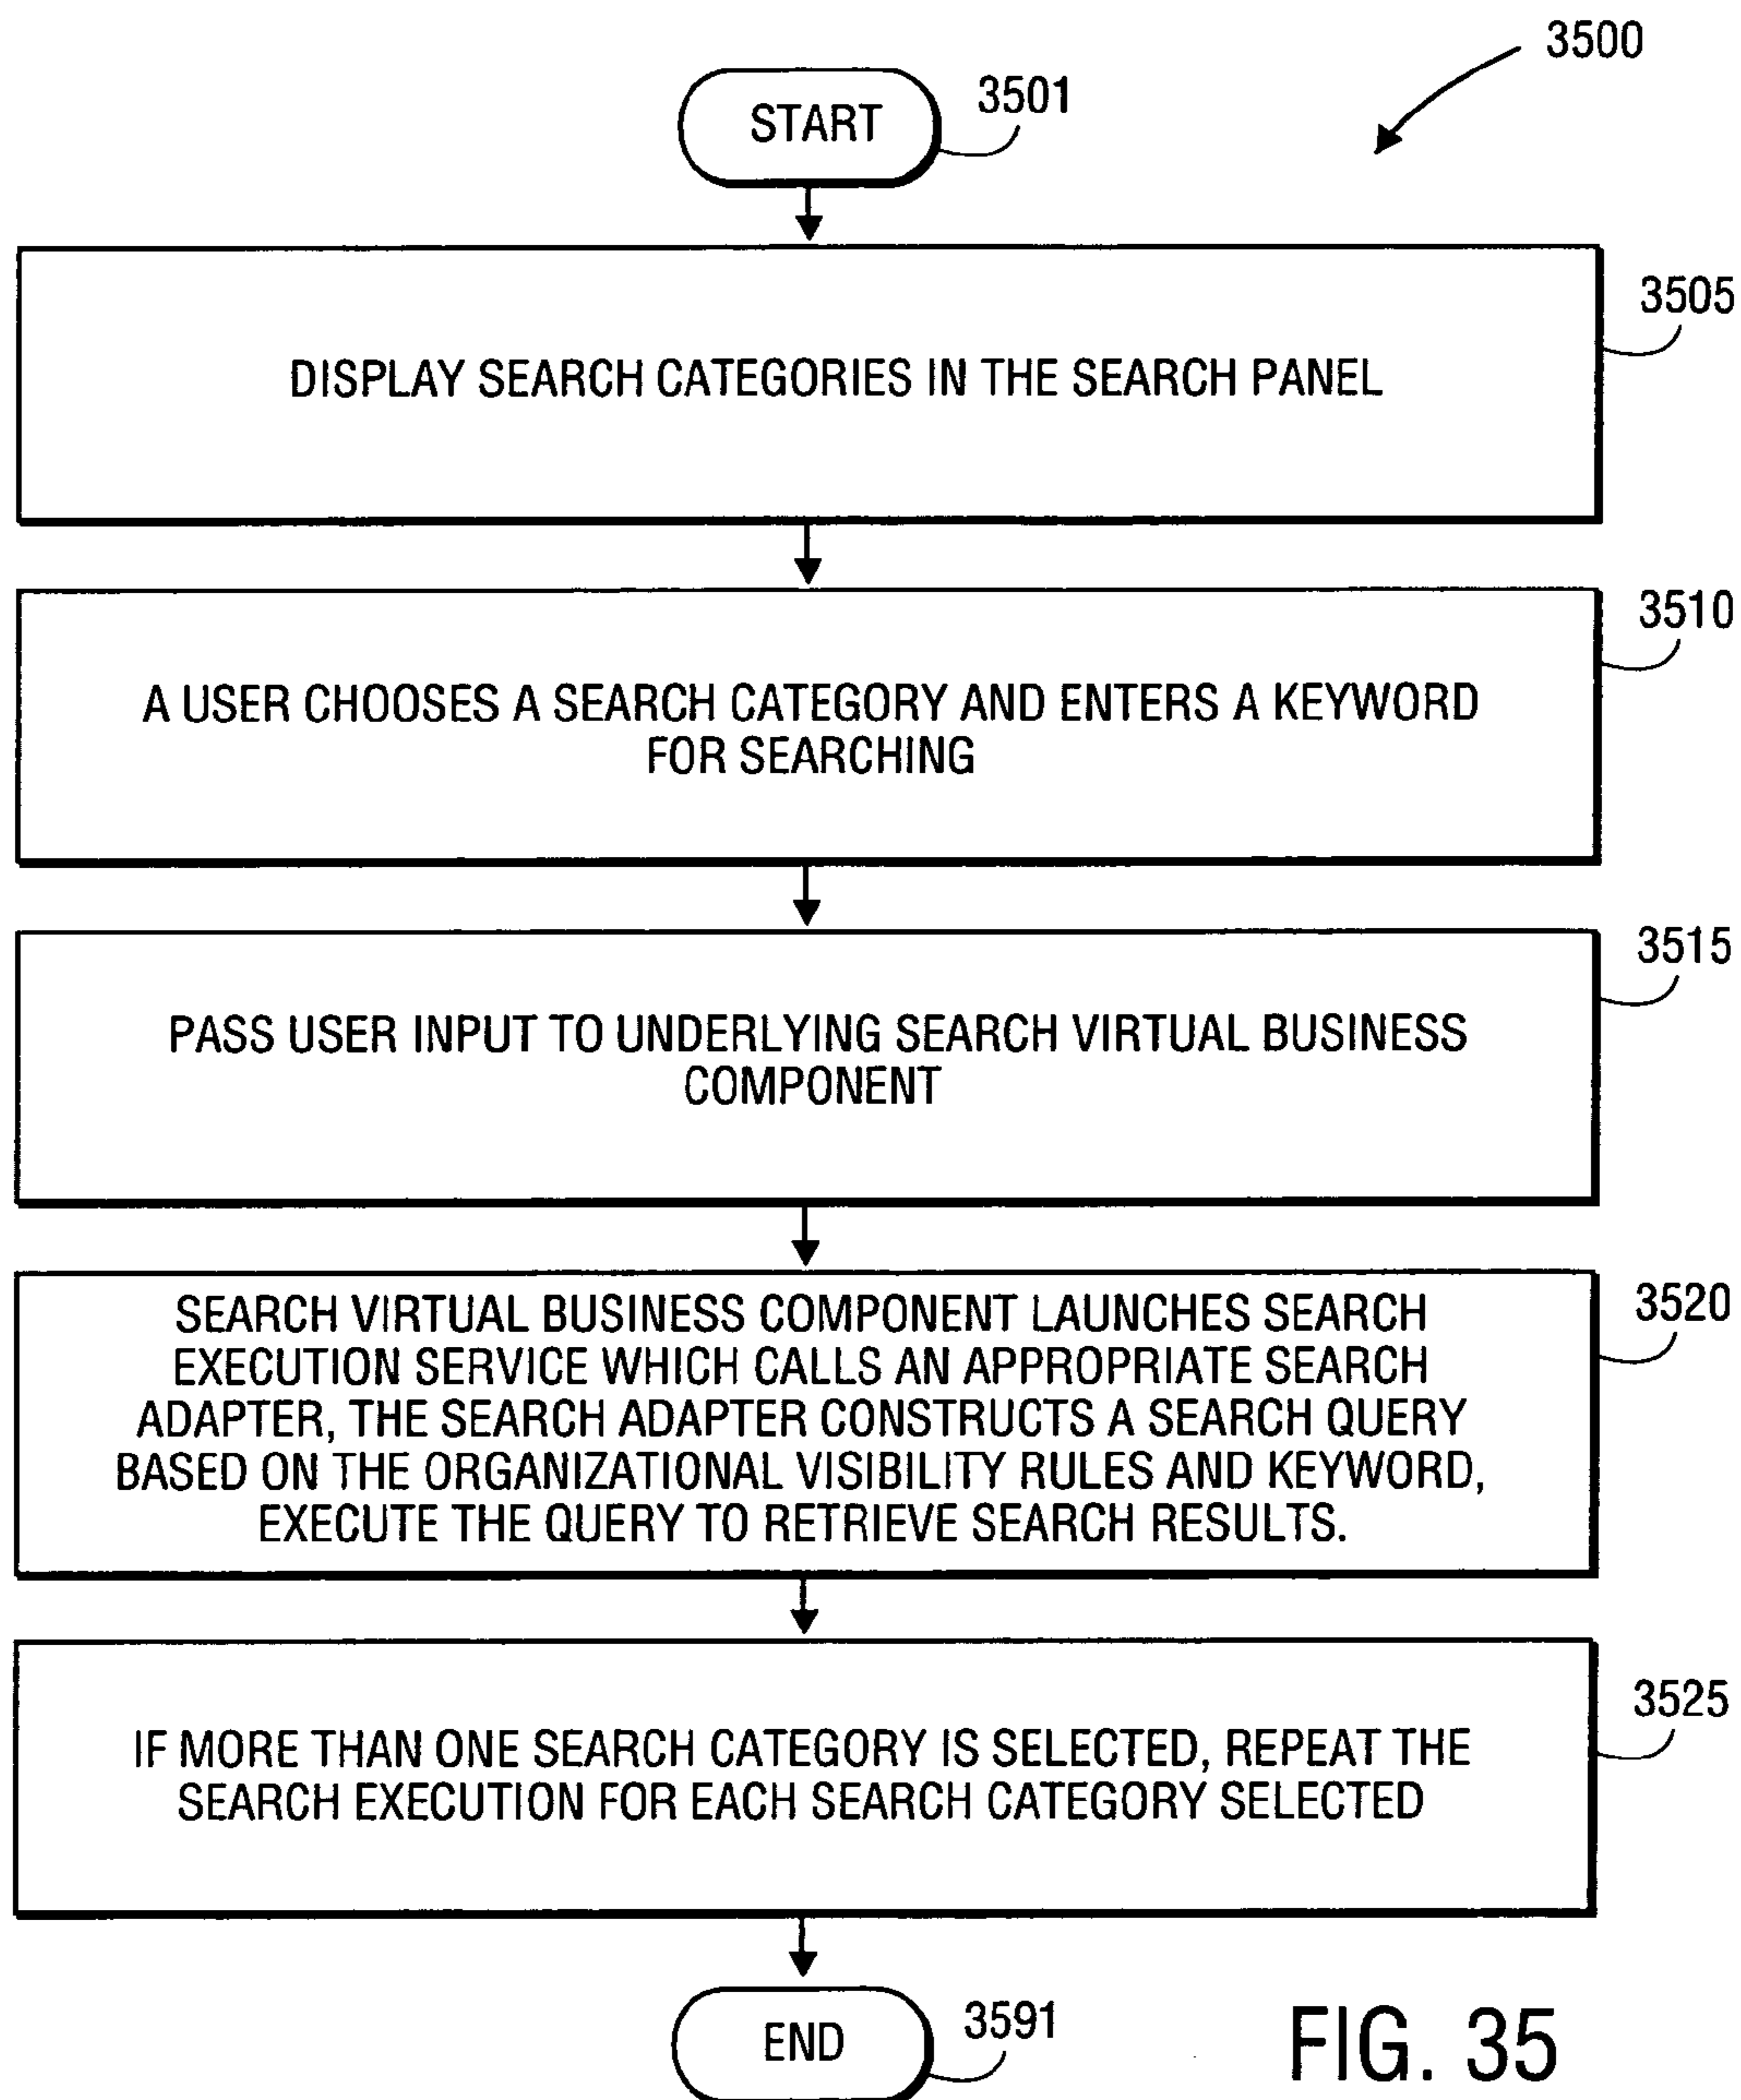 3500
START
3501
3505
DISPLAY SEARCH CATEGORIES IN THE SEARCH PANEL
3510
A USER CHOOSES A SEARCH CATEGORY AND ENTERS A KEYWORD
FOR SEARCHING
3515
PASS USER INPUT TO UNDERLYING SEARCH VIRTUAL BUSINESS
COMPONENT
3520
SEARCH VIRTUAL BUSINESS COMPONENT LAUNCHES SEARCH
EXECUTION SERVICE WHICH CALLS AN APPROPRIATE SEARCH
ADAPTER, THE SEARCH ADAPTER CONSTRUCTS A SEARCH QUERY
BASED ON THE ORGANIZATIONAL VISIBILITY RULES AND KEYWORD,
EXECUTE THE QUERY TO RETRIEVE SEARCH RESULTS.
3525
IF MORE THAN ONE SEARCH CATEGORY IS SELECTED, REPEAT THE
SEARCH EXECUTION FOR EACH SEARCH CATEGORY SELECTED
END
3591
FIG. 35